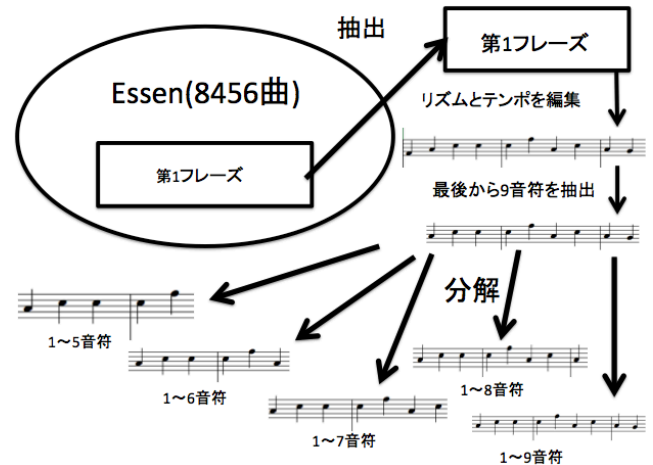 抽出
第1フレーズ
Essen(8456曲)
第1フレーズ
リズムとテンポを編集
最後から9音符を抽出
分解
1〜5音符
1〜6音符
1〜7音符
1〜8音符
1〜9音符